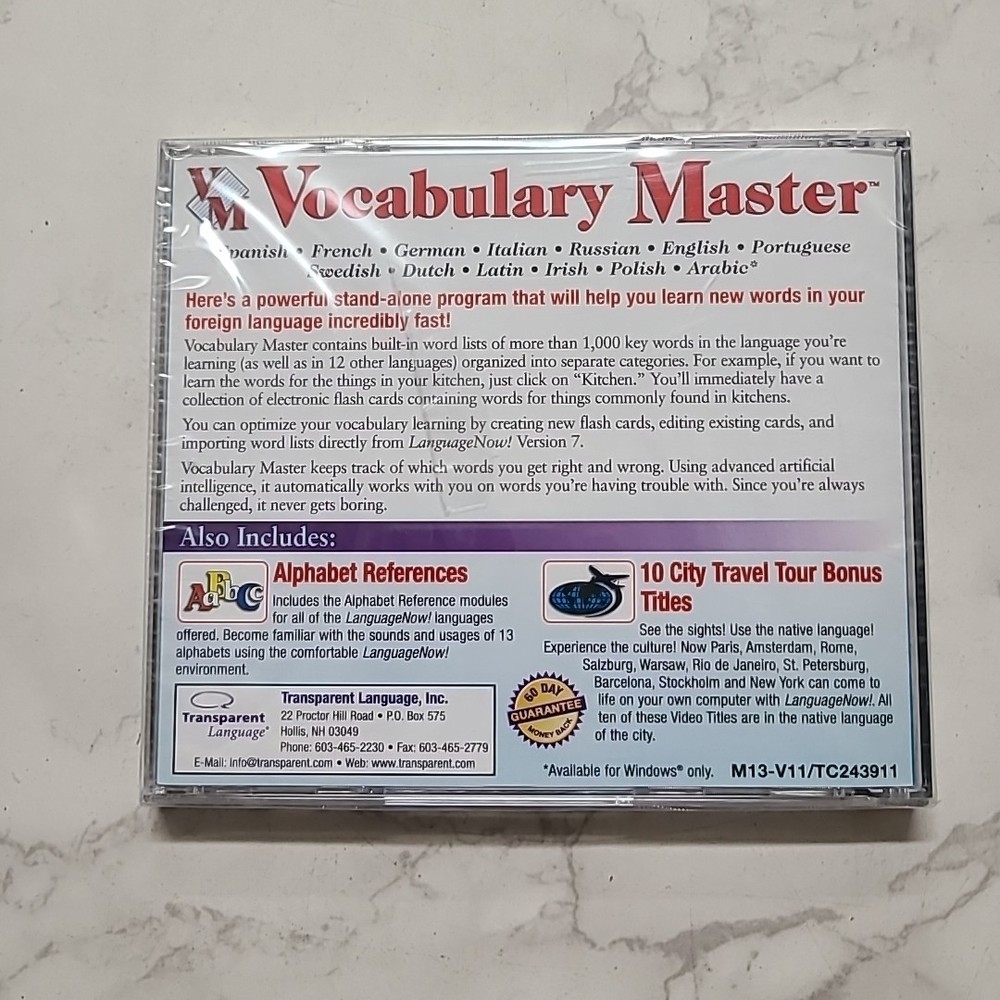 VM Vocabulary Master™
Spanish • French • German • Italian • Russian • English • Portuguese
Swedish • Dutch • Latin • Irish • Polish • Arabic*
Here's a powerful stand-alone program that will help you learn new words in your
foreign language incredibly fast!
Vocabulary Master contains built-in word lists of more than 1,000 key words in the language you're
learning (as well as in 12 other languages) organized into separate categories. For example, if you want to
learn the words for the things in your kitchen, just click on “Kitchen.” You'll immediately have a
collection of electronic flash cards containing words for things commonly found in kitchens.
You can optimize your vocabulary learning by creating new flash cards, editing existing cards, and
importing word lists directly from LanguageNow! Version 7.
Vocabulary Master keeps track of which words you get right and wrong. Using advanced artificial
intelligence, it automatically works with you on words you're having trouble with. Since you're always
challenged, it never gets boring.
Also Includes:
AaBbCc
Alphabet References
Includes the Alphabet Reference modules
for all of the LanguageNow! languages
offered. Become familiar with the sounds and usages of 13
alphabets using the comfortable LanguageNow!
environment.
10 City Travel Tour Bonus
Titles
See the sights! Use the native language!
Experience the culture! Now Paris, Amsterdam, Rome,
Salzburg, Warsaw, Rio de Janeiro, St. Petersburg,
Barcelona, Stockholm and New York can come to
life on your own computer with LanguageNow! All
ten of these Video Titles are in the native language
of the city.
60 DAY
GUARANTEE
MONEY BACK
Transparent
Language®
Transparent Language, Inc.
22 Proctor Hill Road • P.O. Box 575
Hollis, NH 03049
Phone: 603-465-2230 • Fax: 603-465-2779
E-Mail: info@transparent.com • Web: www.transparent.com
*Available for Windows® only. M13-V11/TC243911